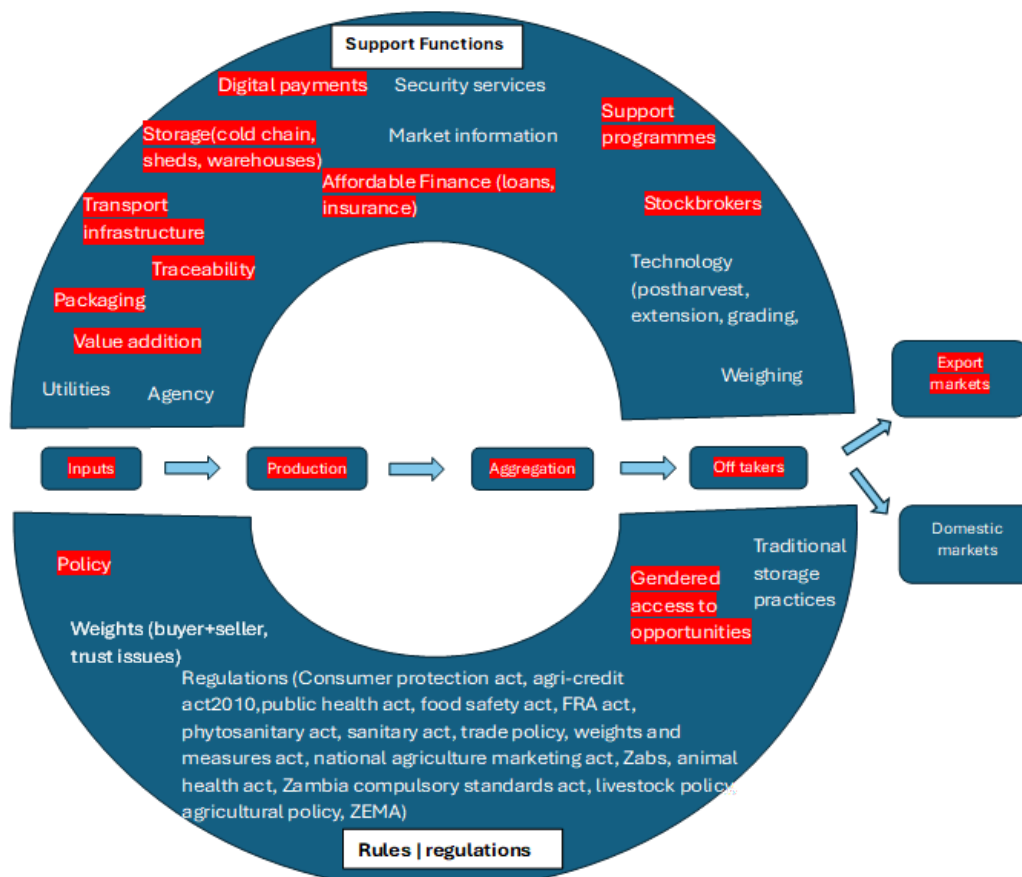 Support Functions
Digital payments
Security services
Storage(cold chain,
sheds, warehouses)
Market information
Support
programmes
Affordable Finance (loans,
insurance)
Transport
infrastructure
Stockbrokers
Traceability
Technology
(postharvest,
extension, grading,
Packaging
Value addition
Utilities
Agency
Weighing
Export
markets
Inputs
Production
Aggregation
Off takers
Domestic
markets
Policy
Gendered
access to
opportunities
Traditional
storage
practices
Weights (buyer+seller,
trust issues)
Regulations (Consumer protection act, agri-credit
act2010,public health act, food safety act, FRA act,
phytosanitary act, sanitary act, trade policy, weights and
measures act, national agriculture marketing act, Zabs, animal
health act, Zambia compulsory standards act, livestock policy,
agricultural policy, ZEMA)
Rules | regulations